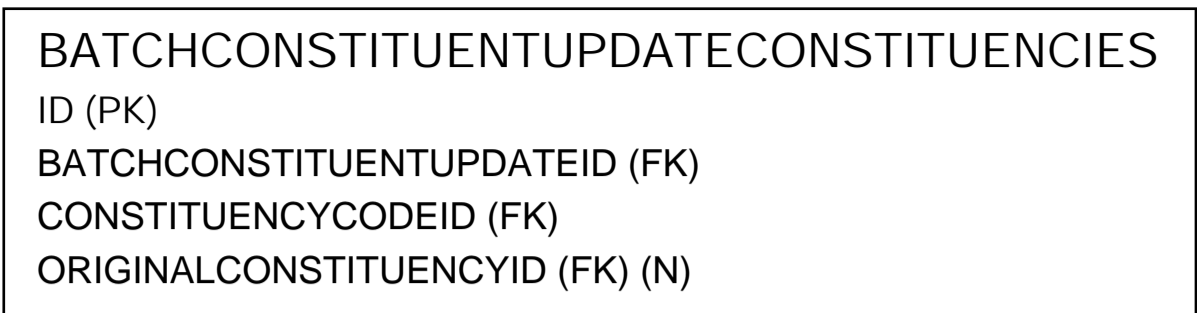 BATCHCONSTITUENTUPDATECONSTITUENCIES
ID (PK)
BATCHCONSTITUENTUPDATEID (FK)
CONSTITUENCYCODEID (FK)
ORIGINALCONSTITUENCYID (FK) (N)